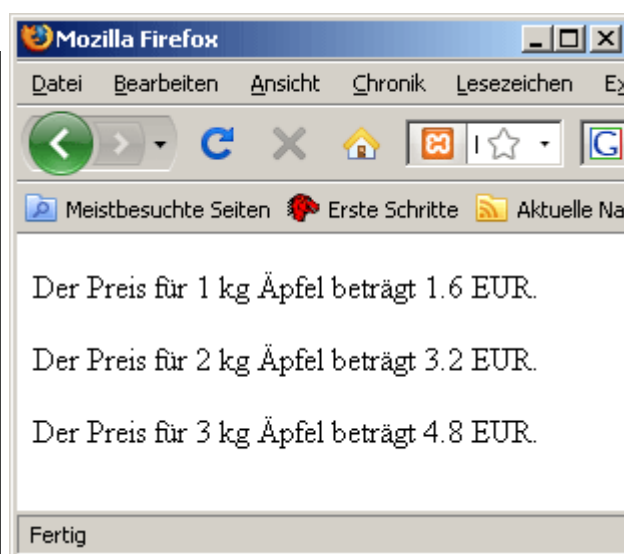 Mozilla Firefox
Datei Bearbeiten Ansicht Chronik Lesezeichen
Meistbesuchte Seiten Erste Schritte Aktuelle Na
Der Preis für 1 kg Äpfel beträgt 1.6 EUR.
Der Preis für 2 kg Äpfel beträgt 3.2 EUR.
Der Preis für 3 kg Äpfel beträgt 4.8 EUR.
Fertig